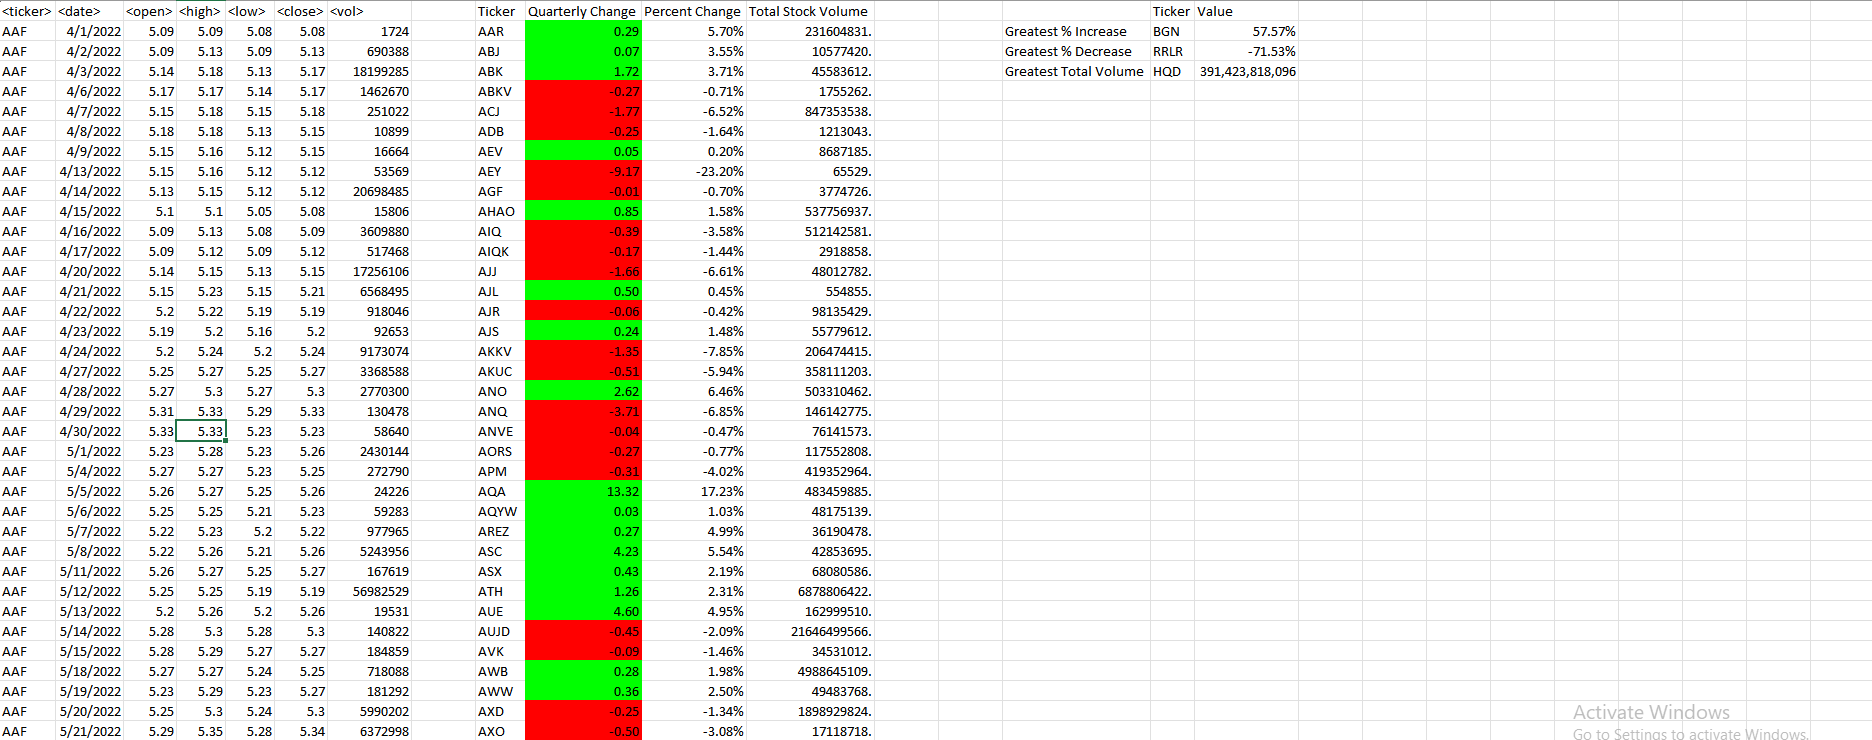 <ticker> <date> <open> <high> <low> <close> <vol> Ticker Quarterly Change Percent Change Total Stock Volume Ticker Value
AAF 4/1/2022 5.09 5.09 5.08 5.08 1724 AAR 0.29 5.70% 231604831. Greatest % Increase BGN 57.57%
AAF 4/2/2022 5.09 5.13 5.09 5.13 690388 ABJ 0.07 3.55% 10577420. Greatest % Decrease RRLR -71.53%
AAF 4/3/2022 5.14 5.18 5.13 5.17 18199285 ABK 1.72 3.71% 45583612. Greatest Total Volume HQD 391,423,818,096
AAF 4/6/2022 5.17 5.17 5.14 5.17 1462670 ABKV -0.27 -0.71% 1755262.
AAF 4/7/2022 5.15 5.18 5.15 5.18 251022 ACJ -1.77 -6.52% 847353538.
AAF 4/8/2022 5.18 5.18 5.13 5.15 10899 ADB -0.25 -1.64% 1213043.
AAF 4/9/2022 5.15 5.16 5.12 5.15 16664 AEV 0.05 0.20% 8687185.
AAF 4/13/2022 5.15 5.16 5.12 5.12 53569 AEY -9.17 -23.20% 65529.
AAF 4/14/2022 5.13 5.15 5.12 5.12 20698485 AGF -0.01 -0.70% 3774726.
AAF 4/15/2022 5.1 5.1 5.05 5.08 15806 AHAO 0.85 1.58% 537756937.
AAF 4/16/2022 5.09 5.13 5.08 5.09 3609880 AIQ -0.39 -3.58% 512142581.
AAF 4/17/2022 5.09 5.12 5.09 5.12 517468 AIQK -0.17 -1.44% 2918858.
AAF 4/20/2022 5.14 5.15 5.13 5.15 17256106 AJJ -1.66 -6.61% 48012782.
AAF 4/21/2022 5.15 5.23 5.15 5.21 6568495 AJL 0.50 0.45% 554855.
AAF 4/22/2022 5.2 5.22 5.19 5.19 918046 AJR -0.06 -0.42% 98135429.
AAF 4/23/2022 5.19 5.2 5.16 5.2 92653 AJS 0.24 1.48% 55779612.
AAF 4/24/2022 5.2 5.24 5.2 5.24 9173074 AKKV -1.35 -7.85% 206474415.
AAF 4/27/2022 5.25 5.27 5.25 5.27 3368588 AKUC -0.51 -5.94% 358111203.
AAF 4/28/2022 5.27 5.3 5.27 5.3 2770300 ANO 2.62 6.46% 503310462.
AAF 4/29/2022 5.31 5.33 5.29 5.33 130478 ANQ -3.71 -6.85% 146142775.
AAF 4/30/2022 5.33 5.33 5.23 5.23 58640 ANVE -0.04 -0.47% 76141573.
AAF 5/1/2022 5.23 5.28 5.23 5.26 2430144 AORS -0.27 -0.77% 117552808.
AAF 5/4/2022 5.27 5.27 5.23 5.25 272790 APM -0.31 -4.02% 419352964.
AAF 5/5/2022 5.26 5.27 5.25 5.26 24226 AQA 13.32 17.23% 483459885.
AAF 5/6/2022 5.25 5.25 5.21 5.23 59283 AQYW 0.03 1.03% 48175139.
AAF 5/7/2022 5.22 5.23 5.2 5.22 977965 AREZ 0.27 4.99% 36190478.
AAF 5/8/2022 5.22 5.26 5.21 5.26 5243956 ASC 4.23 5.54% 42853695.
AAF 5/11/2022 5.26 5.27 5.25 5.27 167619 ASX 0.43 2.19% 68080586.
AAF 5/12/2022 5.25 5.25 5.19 5.19 56982529 ATH 1.26 2.31% 6878806422.
AAF 5/13/2022 5.2 5.26 5.2 5.26 19531 AUE 4.60 4.95% 162999510.
AAF 5/14/2022 5.28 5.3 5.28 5.3 140822 AUJD -0.45 -2.09% 21646499566.
AAF 5/15/2022 5.28 5.29 5.27 5.27 184859 AVK -0.09 -1.46% 34531012.
AAF 5/18/2022 5.27 5.27 5.24 5.25 718088 AWB 0.28 1.98% 4988645109.
AAF 5/19/2022 5.23 5.29 5.23 5.27 181292 AWW 0.36 2.50% 49483768.
AAF 5/20/2022 5.25 5.3 5.24 5.3 5990202 AXD -0.25 -1.34% 1898929824.
Activate Windows
AAF 5/21/2022 5.29 5.35 5.28 5.34 6372998 AXO -0.50 -3.08% 17118718.
Go to Settings to activate Windows.